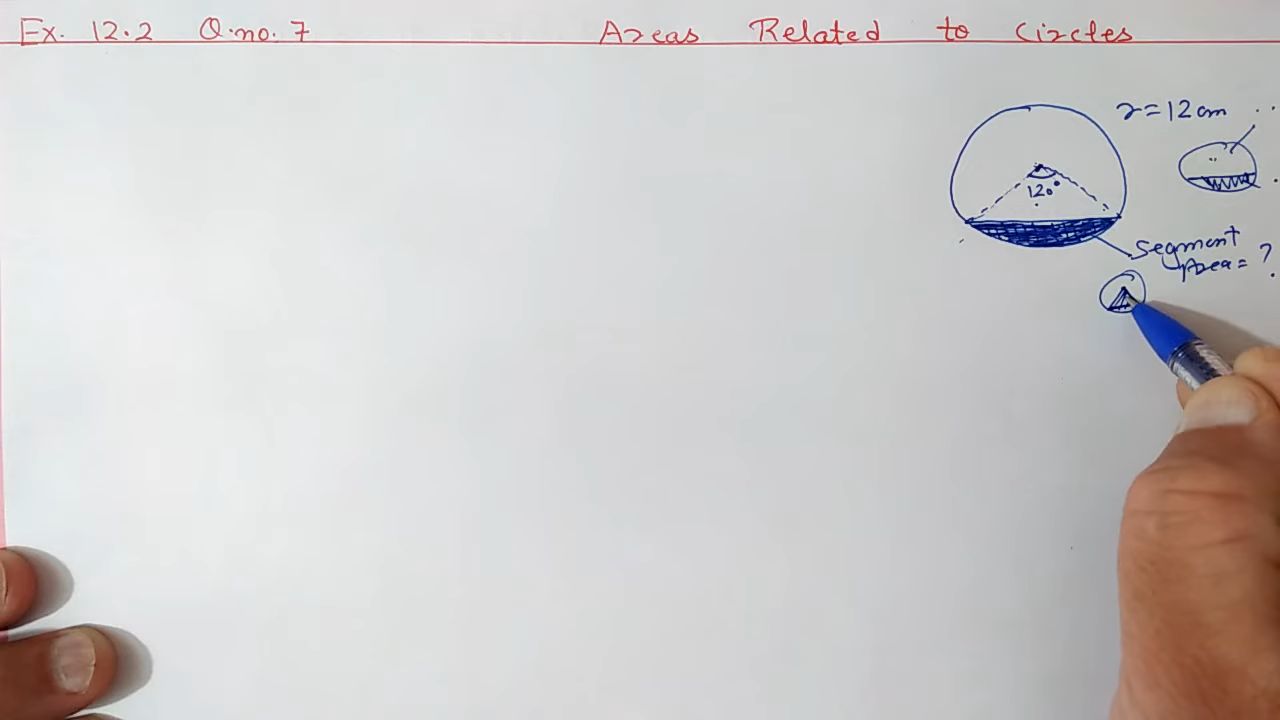 Ex. 12.2 Q.no. 7 Areas Related to Circles
r=12 cm
120°
Segment
Area = ?